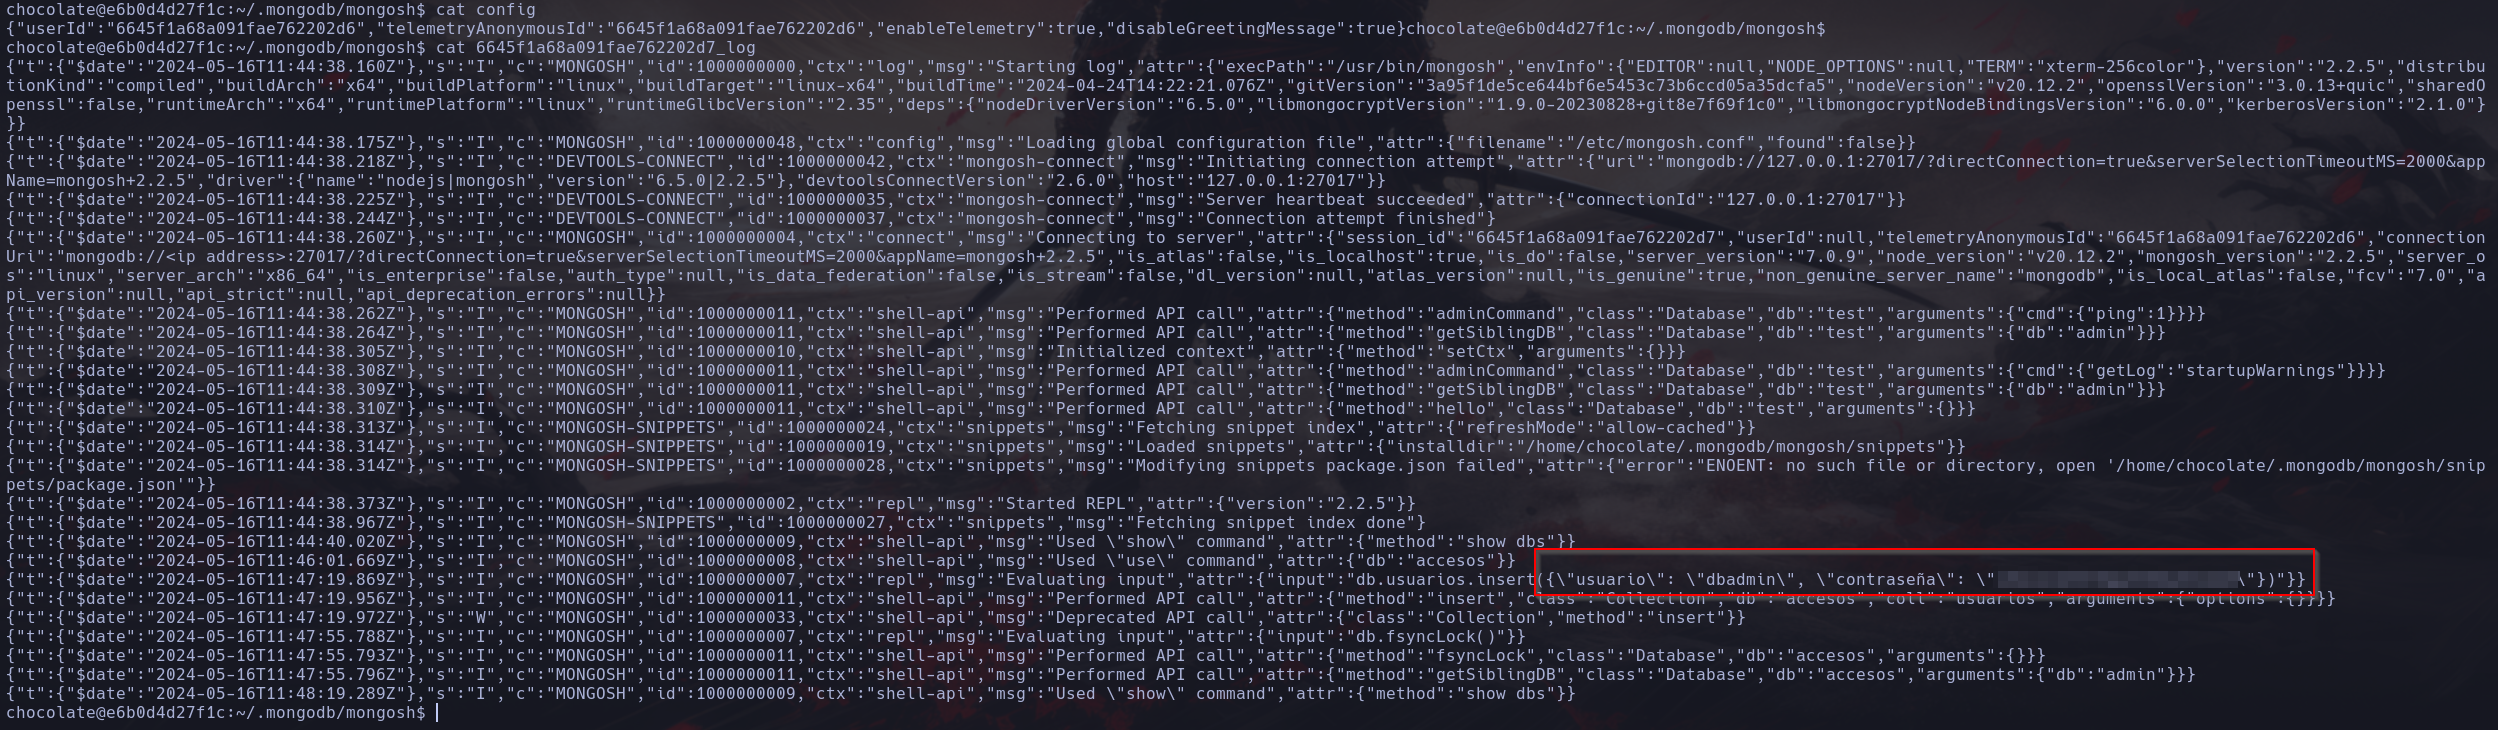 chocolate@e6b0d4d27f1c:~/.mongodb/mongosh$ cat config
{"userId":"6645f1a68a091fae762202d6","telemetryAnonymousId":"6645f1a68a091fae762202d6","enableTelemetry":true,"disableGreetingMessage":true}chocolate@e6b0d4d27f1c:~/.mongodb/mongosh$
chocolate@e6b0d4d27f1c:~/.mongodb/mongosh$ cat 6645f1a68a091fae762202d7_log
{"t":{"$date":"2024-05-16T11:44:38.160Z"},"s":"I","c":"MONGOSH","id":1000000000,"ctx":"log","msg":"Starting log","attr":{"execPath":"/usr/bin/mongosh","envInfo":{"EDITOR":null,"NODE_OPTIONS":null,"TERM":"xterm-256color"},"version":"2.2.5","distribu
tionKind":"compiled","buildArch":"x64","buildPlatform":"linux","buildTarget":"linux-x64","buildTime":"2024-04-24T14:22:21.076Z","gitVersion":"3a95f1de5ce644bf6e5453c73b6ccd05a35dcfa5","nodeVersion":"v20.12.2","opensslVersion":"3.0.13+quic","sharedO
penssl":false,"runtimeArch":"x64","runtimePlatform":"linux","runtimeGlibcVersion":"2.35","deps":{"nodeDriverVersion":"6.5.0","libmongocryptVersion":"1.9.0-20230828+git8e7f69f1c0","libmongocryptNodeBindingsVersion":"6.0.0","kerberosVersion":"2.1.0"}
}}
{"t":{"$date":"2024-05-16T11:44:38.175Z"},"s":"I","c":"MONGOSH","id":1000000048,"ctx":"config","msg":"Loading global configuration file","attr":{"filename":"/etc/mongosh.conf","found":false}}
{"t":{"$date":"2024-05-16T11:44:38.218Z"},"s":"I","c":"DEVTOOLS-CONNECT","id":1000000042,"ctx":"mongosh-connect","msg":"Initiating connection attempt","attr":{"uri":"mongodb://127.0.0.1:27017/?directConnection=true&serverSelectionTimeoutMS=2000&app
Name=mongosh+2.2.5","driver":{"name":"nodejs|mongosh","version":"6.5.0|2.2.5"},"devtoolsConnectVersion":"2.6.0","host":"127.0.0.1:27017"}}
{"t":{"$date":"2024-05-16T11:44:38.225Z"},"s":"I","c":"DEVTOOLS-CONNECT","id":1000000035,"ctx":"mongosh-connect","msg":"Server heartbeat succeeded","attr":{"connectionId":"127.0.0.1:27017"}}
{"t":{"$date":"2024-05-16T11:44:38.244Z"},"s":"I","c":"DEVTOOLS-CONNECT","id":1000000037,"ctx":"mongosh-connect","msg":"Connection attempt finished"}
{"t":{"$date":"2024-05-16T11:44:38.260Z"},"s":"I","c":"MONGOSH","id":1000000004,"ctx":"connect","msg":"Connecting to server","attr":{"session_id":"6645f1a68a091fae762202d7","userId":null,"telemetryAnonymousId":"6645f1a68a091fae762202d6","connection
Uri":"mongodb://<ip address>:27017/?directConnection=true&serverSelectionTimeoutMS=2000&appName=mongosh+2.2.5","is_atlas":false,"is_localhost":true,"is_do":false,"server_version":"7.0.9","node_version":"v20.12.2","mongosh_version":"2.2.5","server_o
s":"linux","server_arch":"x86_64","is_enterprise":false,"auth_type":null,"is_data_federation":false,"is_stream":false,"dl_version":null,"atlas_version":null,"is_genuine":true,"non_genuine_server_name":"mongodb","is_local_atlas":false,"fcv":"7.0","a
pi_version":null,"api_strict":null,"api_deprecation_errors":null}}
{"t":{"$date":"2024-05-16T11:44:38.262Z"},"s":"I","c":"MONGOSH","id":1000000011,"ctx":"shell-api","msg":"Performed API call","attr":{"method":"adminCommand","class":"Database","db":"test","arguments":{"cmd":{"ping":1}}}}
{"t":{"$date":"2024-05-16T11:44:38.264Z"},"s":"I","c":"MONGOSH","id":1000000011,"ctx":"shell-api","msg":"Performed API call","attr":{"method":"getSiblingDB","class":"Database","db":"test","arguments":{"db":"admin"}}}
{"t":{"$date":"2024-05-16T11:44:38.305Z"},"s":"I","c":"MONGOSH","id":1000000010,"ctx":"shell-api","msg":"Initialized context","attr":{"method":"setCtx","arguments":{}}}
{"t":{"$date":"2024-05-16T11:44:38.308Z"},"s":"I","c":"MONGOSH","id":1000000011,"ctx":"shell-api","msg":"Performed API call","attr":{"method":"adminCommand","class":"Database","db":"test","arguments":{"cmd":{"getLog":"startupWarnings"}}}}
{"t":{"$date":"2024-05-16T11:44:38.309Z"},"s":"I","c":"MONGOSH","id":1000000011,"ctx":"shell-api","msg":"Performed API call","attr":{"method":"getSiblingDB","class":"Database","db":"test","arguments":{"db":"admin"}}}
{"t":{"$date":"2024-05-16T11:44:38.310Z"},"s":"I","c":"MONGOSH","id":1000000011,"ctx":"shell-api","msg":"Performed API call","attr":{"method":"hello","class":"Database","db":"test","arguments":{}}}
{"t":{"$date":"2024-05-16T11:44:38.313Z"},"s":"I","c":"MONGOSH-SNIPPETS","id":1000000024,"ctx":"snippets","msg":"Fetching snippet index","attr":{"refreshMode":"allow-cached"}}
{"t":{"$date":"2024-05-16T11:44:38.314Z"},"s":"I","c":"MONGOSH-SNIPPETS","id":1000000019,"ctx":"snippets","msg":"Loaded snippets","attr":{"installdir":"/home/chocolate/.mongodb/mongosh/snippets"}}
{"t":{"$date":"2024-05-16T11:44:38.314Z"},"s":"I","c":"MONGOSH-SNIPPETS","id":1000000028,"ctx":"snippets","msg":"Modifying snippets package.json failed","attr":{"error":"ENOENT: no such file or directory, open '/home/chocolate/.mongodb/mongosh/snip
pets/package.json'"}}
{"t":{"$date":"2024-05-16T11:44:38.373Z"},"s":"I","c":"MONGOSH","id":1000000002,"ctx":"repl","msg":"Started REPL","attr":{"version":"2.2.5"}}
{"t":{"$date":"2024-05-16T11:44:38.967Z"},"s":"I","c":"MONGOSH-SNIPPETS","id":1000000027,"ctx":"snippets","msg":"Fetching snippet index done"}
{"t":{"$date":"2024-05-16T11:44:40.020Z"},"s":"I","c":"MONGOSH","id":1000000009,"ctx":"shell-api","msg":"Used \"show\" command","attr":{"method":"show dbs"}}
{"t":{"$date":"2024-05-16T11:46:01.669Z"},"s":"I","c":"MONGOSH","id":1000000008,"ctx":"shell-api","msg":"Used \"use\" command","attr":{"db":"accesos"}}
{"t":{"$date":"2024-05-16T11:47:19.869Z"},"s":"I","c":"MONGOSH","id":1000000007,"ctx":"repl","msg":"Evaluating input","attr":{"input":"db.usuarios.insert({\"usuario\": \"dbadmin\", \"contraseña\": \"\"})"}}
{"t":{"$date":"2024-05-16T11:47:19.956Z"},"s":"I","c":"MONGOSH","id":1000000011,"ctx":"shell-api","msg":"Performed API call","attr":{"method":"insert","class":"Collection","db":"accesos","coll":"usuarios","arguments":{"options":{}}}}
{"t":{"$date":"2024-05-16T11:47:19.972Z"},"s":"W","c":"MONGOSH","id":1000000033,"ctx":"shell-api","msg":"Deprecated API call","attr":{"class":"Collection","method":"insert"}}
{"t":{"$date":"2024-05-16T11:47:55.788Z"},"s":"I","c":"MONGOSH","id":1000000007,"ctx":"repl","msg":"Evaluating input","attr":{"input":"db.fsyncLock()"}}
{"t":{"$date":"2024-05-16T11:47:55.793Z"},"s":"I","c":"MONGOSH","id":1000000011,"ctx":"shell-api","msg":"Performed API call","attr":{"method":"fsyncLock","class":"Database","db":"accesos","arguments":{}}}
{"t":{"$date":"2024-05-16T11:47:55.796Z"},"s":"I","c":"MONGOSH","id":1000000011,"ctx":"shell-api","msg":"Performed API call","attr":{"method":"getSiblingDB","class":"Database","db":"accesos","arguments":{"db":"admin"}}}
{"t":{"$date":"2024-05-16T11:48:19.289Z"},"s":"I","c":"MONGOSH","id":1000000009,"ctx":"shell-api","msg":"Used \"show\" command","attr":{"method":"show dbs"}}
chocolate@e6b0d4d27f1c:~/.mongodb/mongosh$